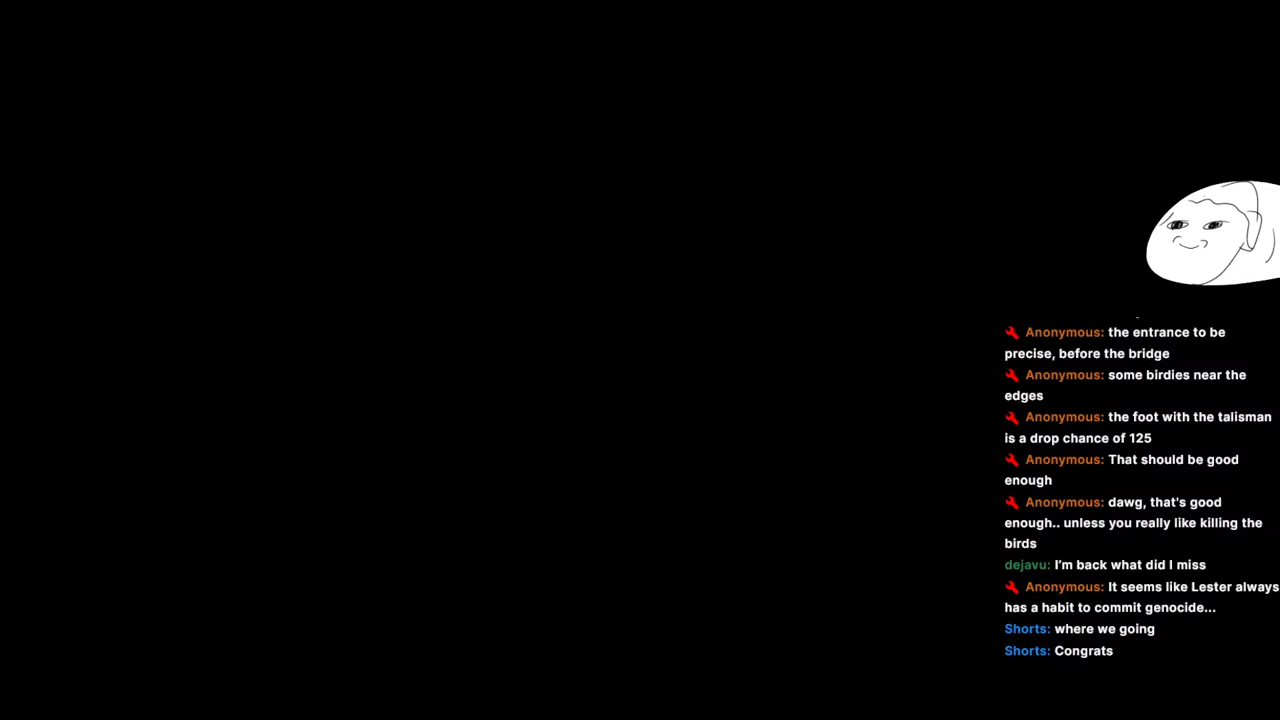 Anonymous: the entrance to be
precise, before the bridge
Anonymous: some birdies near the
edges
Anonymous: the foot with the talisman
is a drop chance of 125
Anonymous: That should be good
enough
Anonymous: dawg, that's good
enough.. unless you really like killing the
birds
dejavu: I’m back what did I miss
Anonymous: It seems like Lester always
has a habit to commit genocide...
Shorts: where we going
Shorts: Congrats